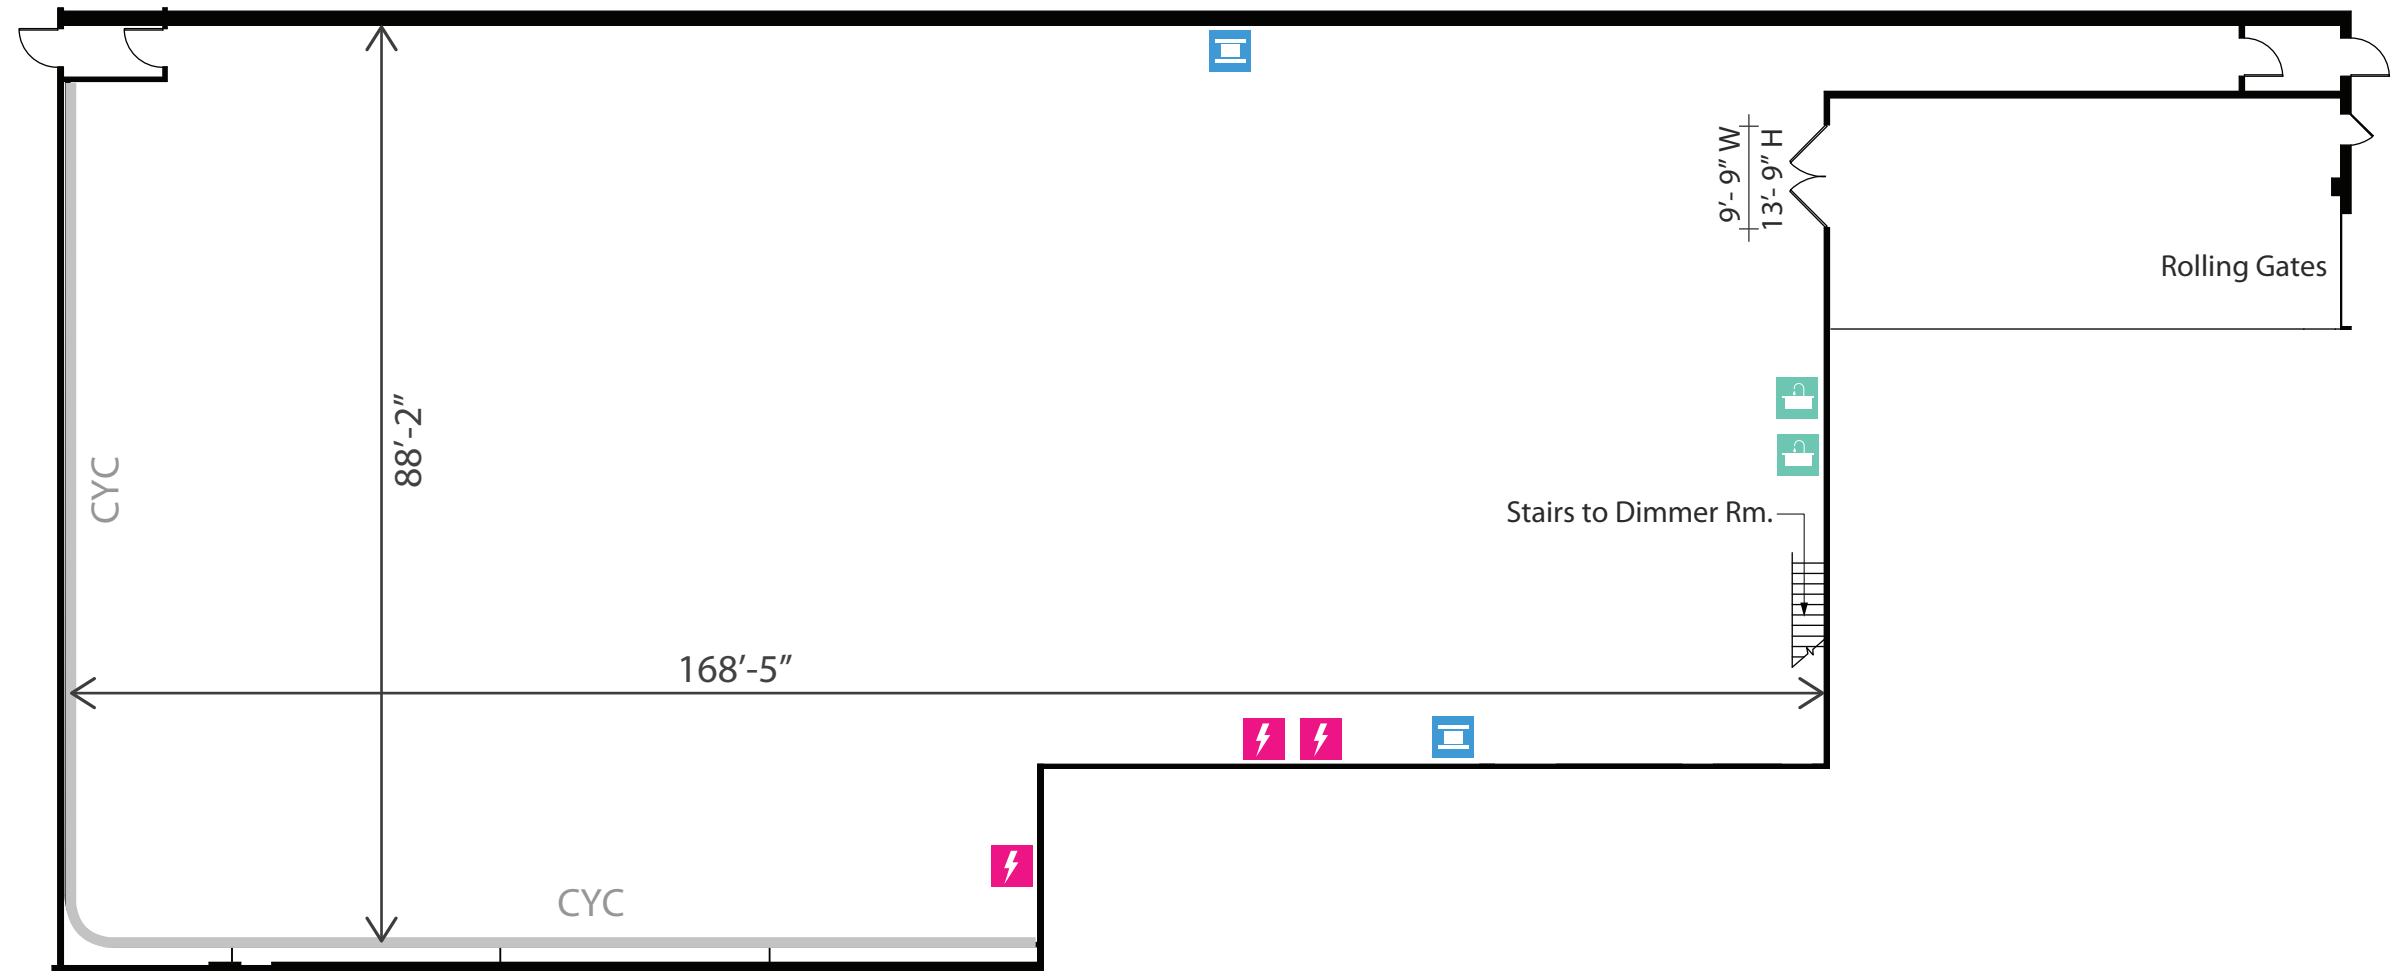 9’- 9” W
13’- 9” H
Rolling Gates
88’-2”
CYC
Stairs to Dimmer Rm.
168’-5”
CYC